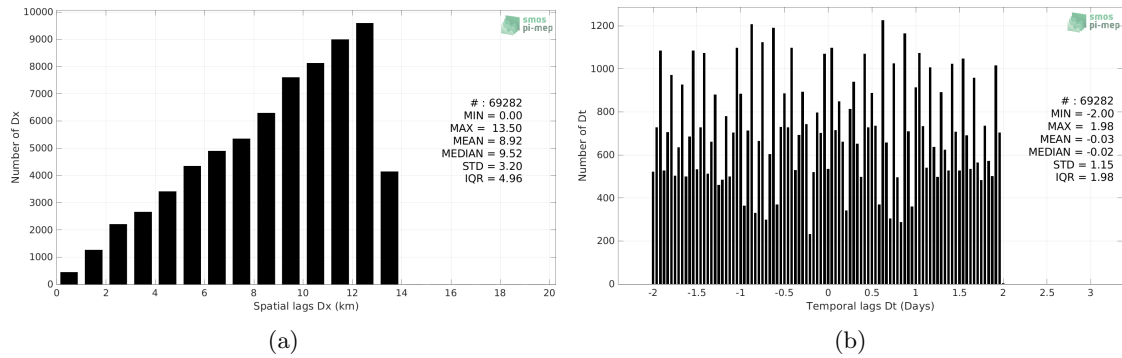 10000
9000
8000
7000
6000
5000
4000
3000
2000
1000
0
Number of Dx
0 2 4 6 8 10 12 14 16 18 20
Spatial lags Dx (km)
smos
pi-mep
# : 69282
MIN = 0.00
MAX = 13.50
MEAN = 8.92
MEDIAN = 9.52
STD = 3.20
IQR = 4.96
(a)
1200
1000
800
600
400
200
0
Number of Dt
-2 -1.5 -1 -0.5 0 0.5 1 1.5 2 2.5 3
Temporal lags Dt (Days)
smos
pi-mep
# : 69282
MIN = -2.00
MAX = 1.98
MEAN = -0.03
MEDIAN = -0.02
STD = 1.15
IQR = 1.98
(b)